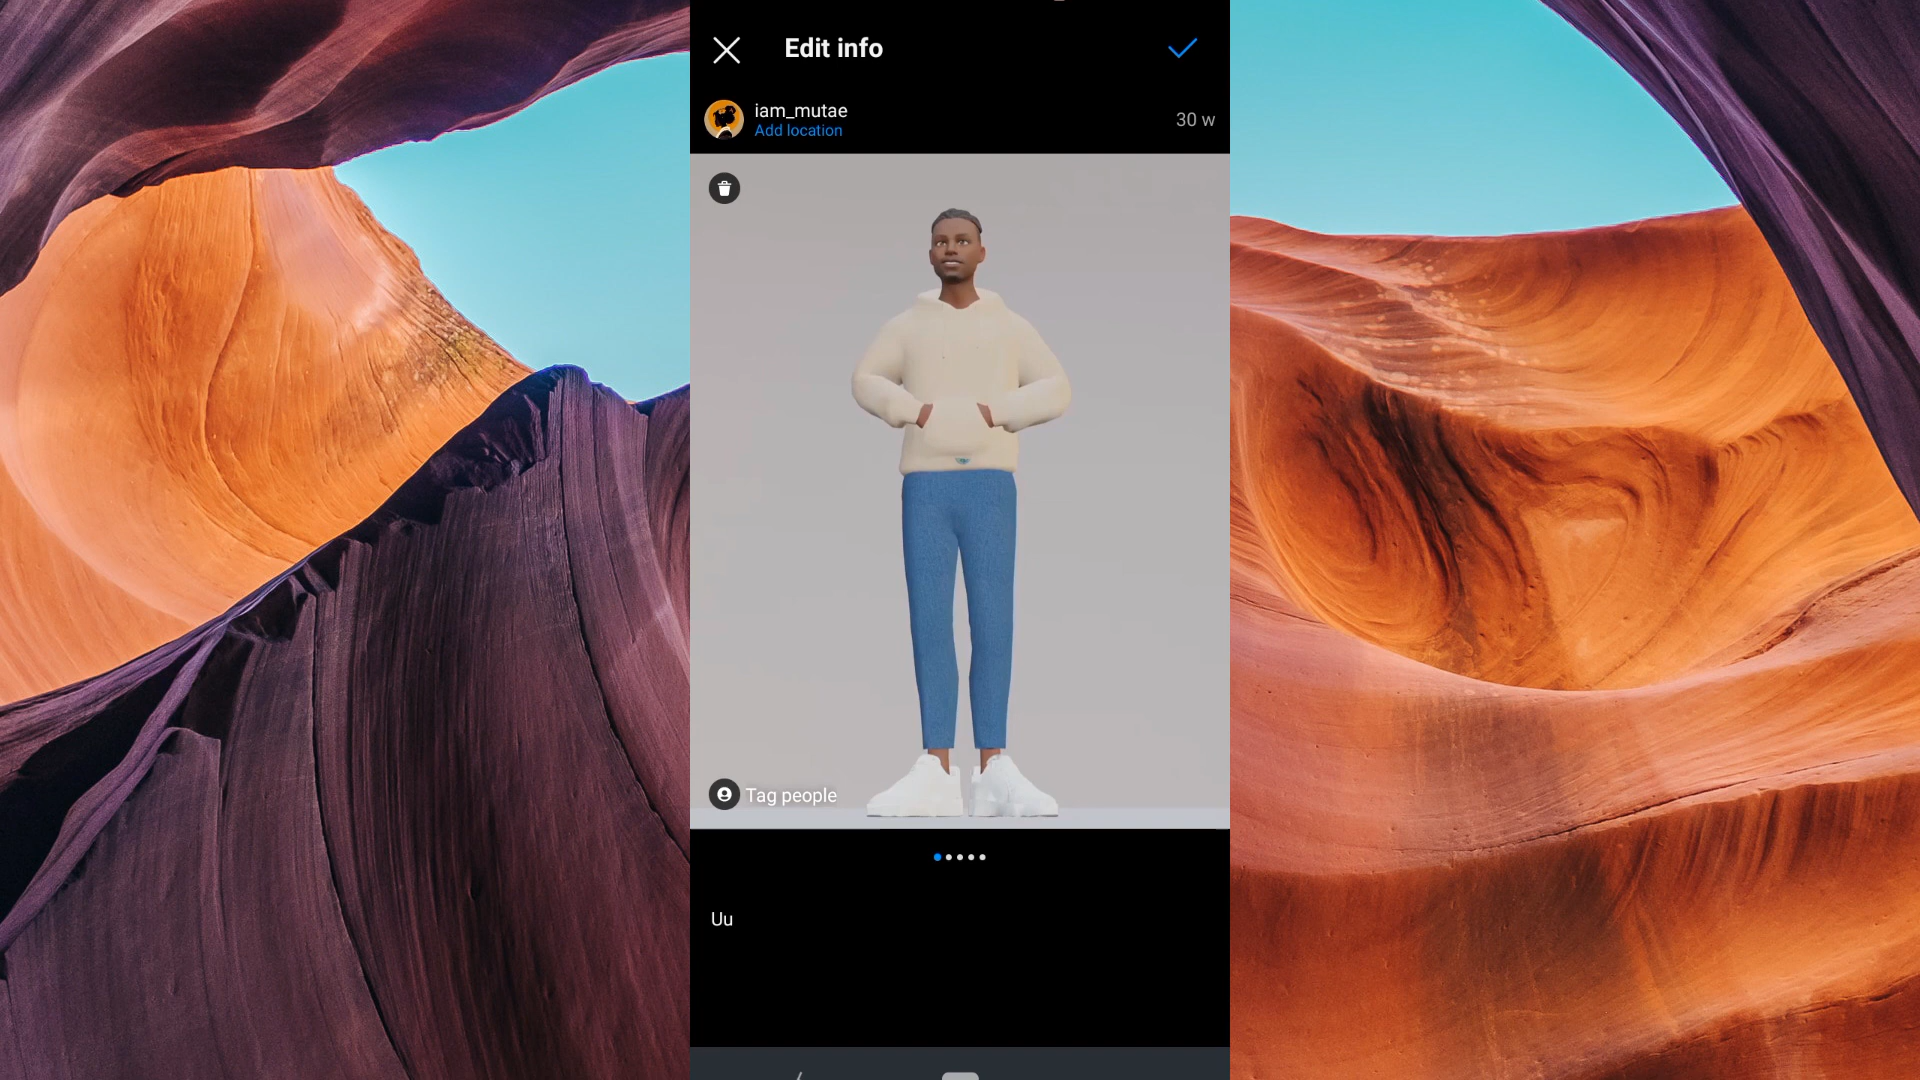 Edit info
iam_mutae
Add location
30 w
Tag people
Uu